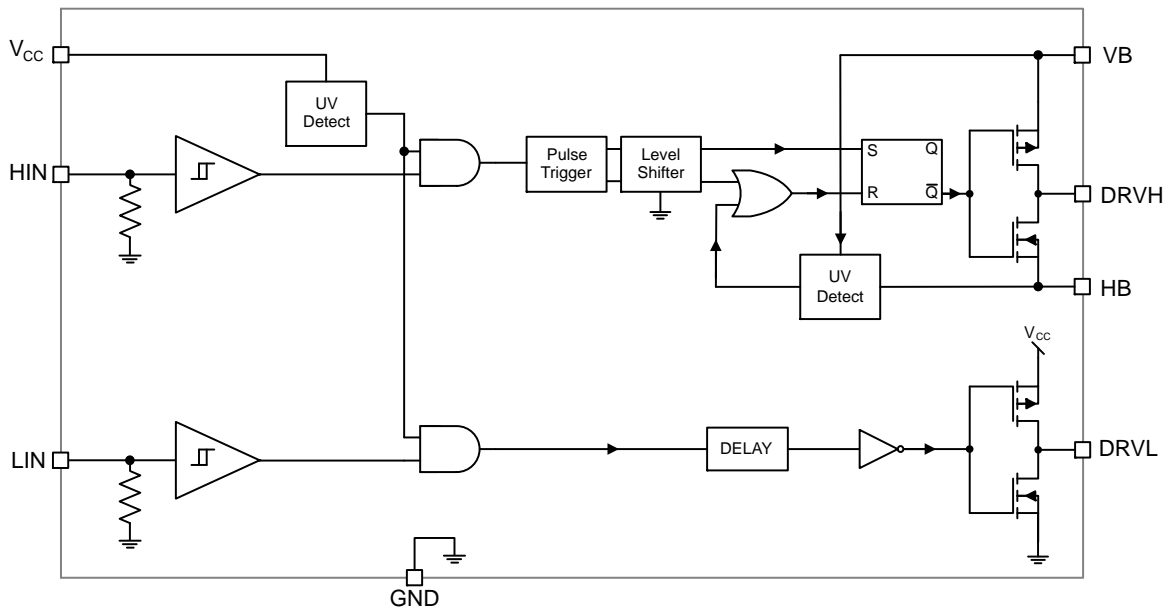 VCC
UV
Detect
VB
HIN
Pulse
Trigger
Level
Shifter
S
Q
R
Q̅
DRVH
UV
Detect
HB
VCC
LIN
DELAY
DRVL
GND